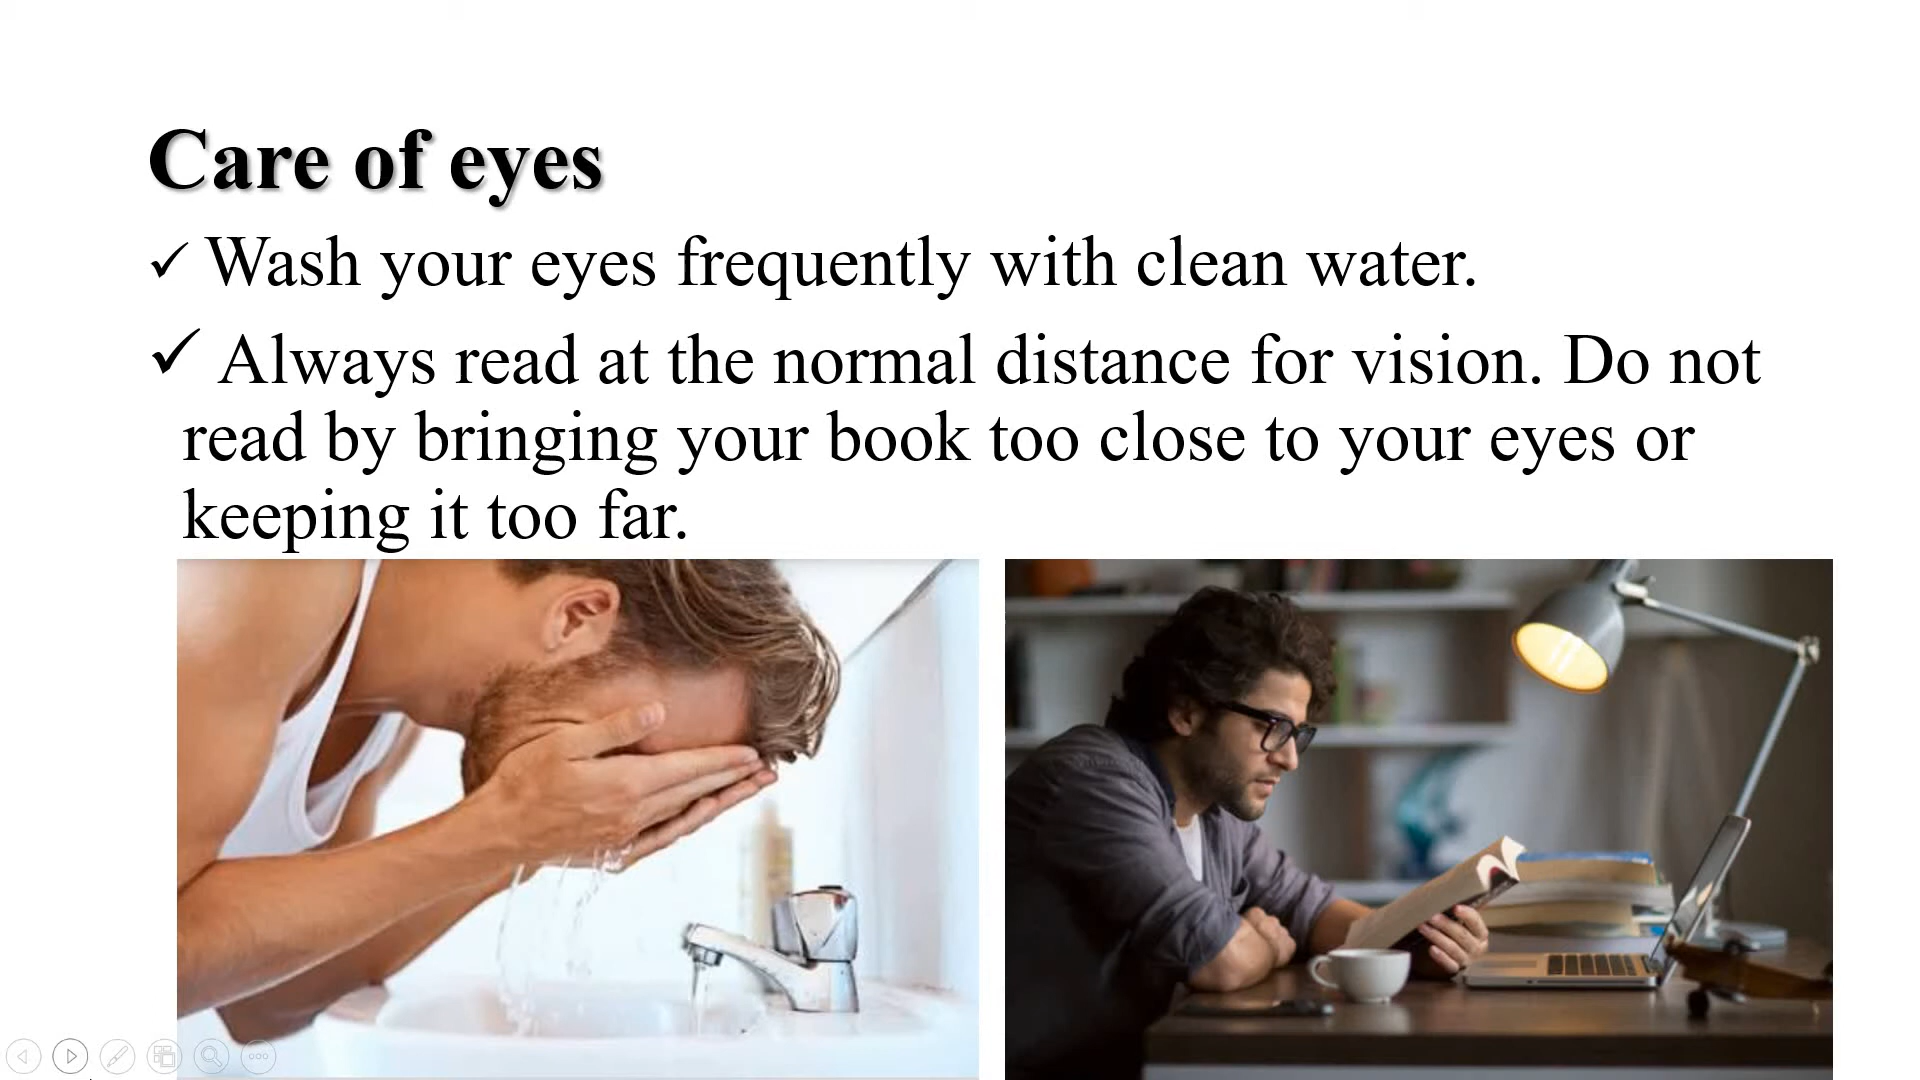 Care of eyes
✓ Wash your eyes frequently with clean water.
✓ Always read at the normal distance for vision. Do not
read by bringing your book too close to your eyes or
keeping it too far.